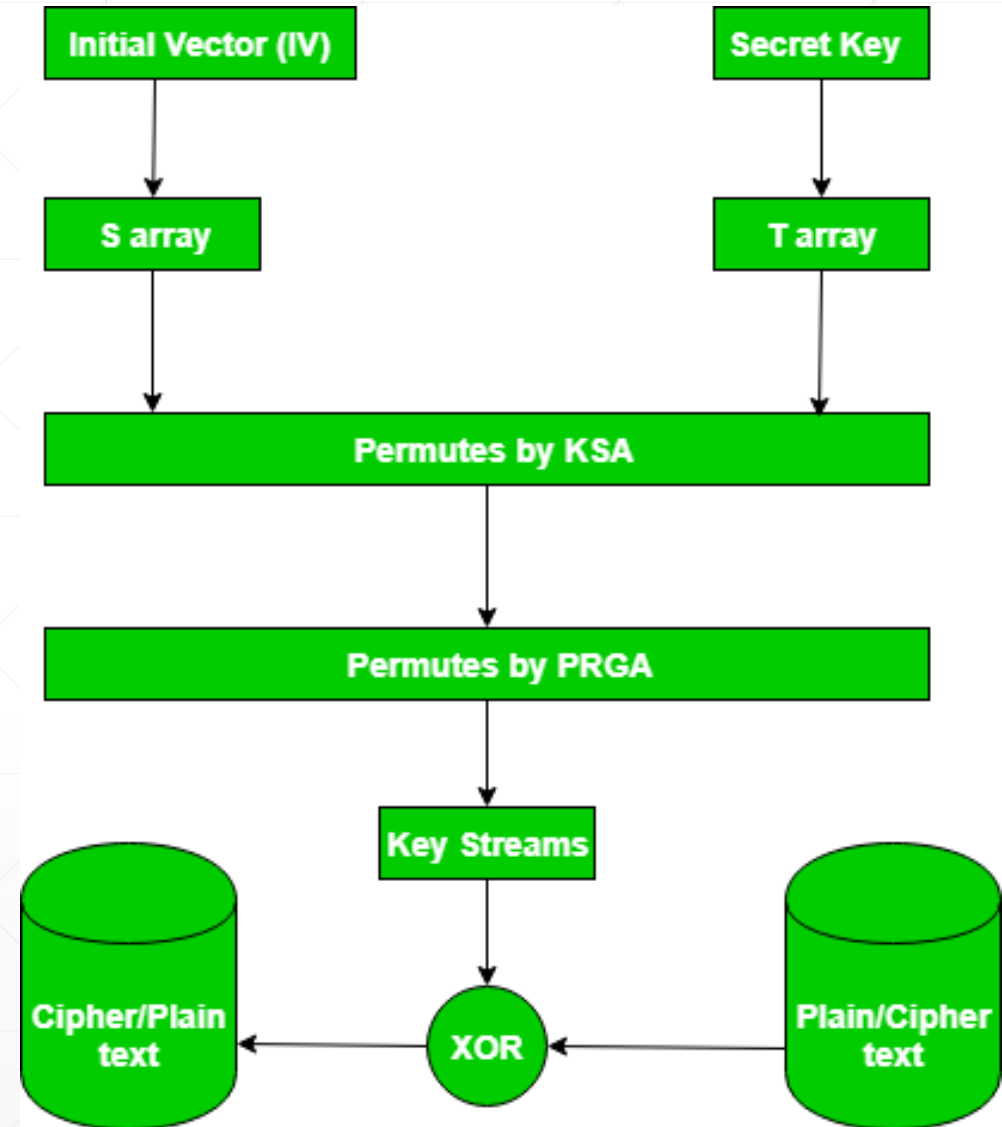 Initial Vector (IV)
Secret Key
S array
T array
Permutes by KSA
Permutes by PRGA
Key Streams
Cipher/Plain
text
XOR
Plain/Cipher
text